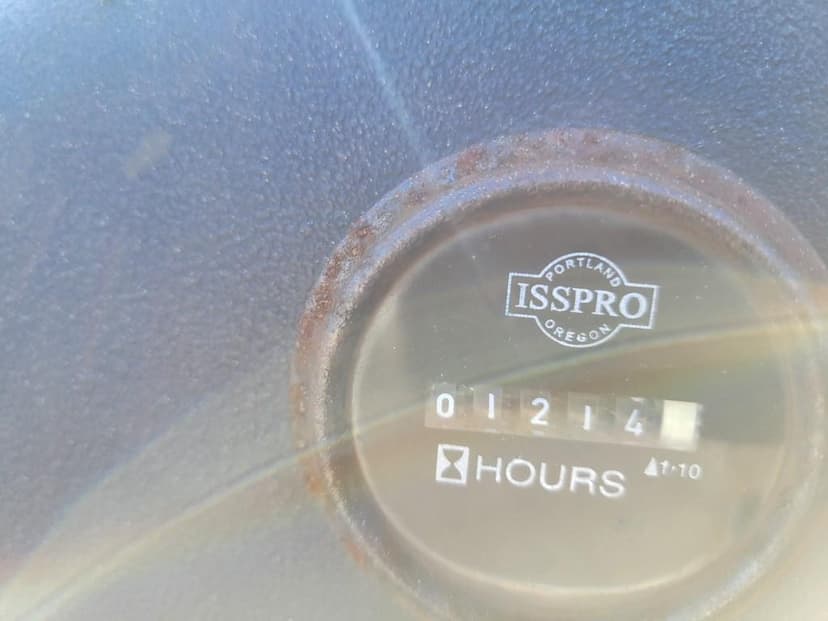 PORTLAND
ISSPRO
OREGON
01214
HOURS
1·10